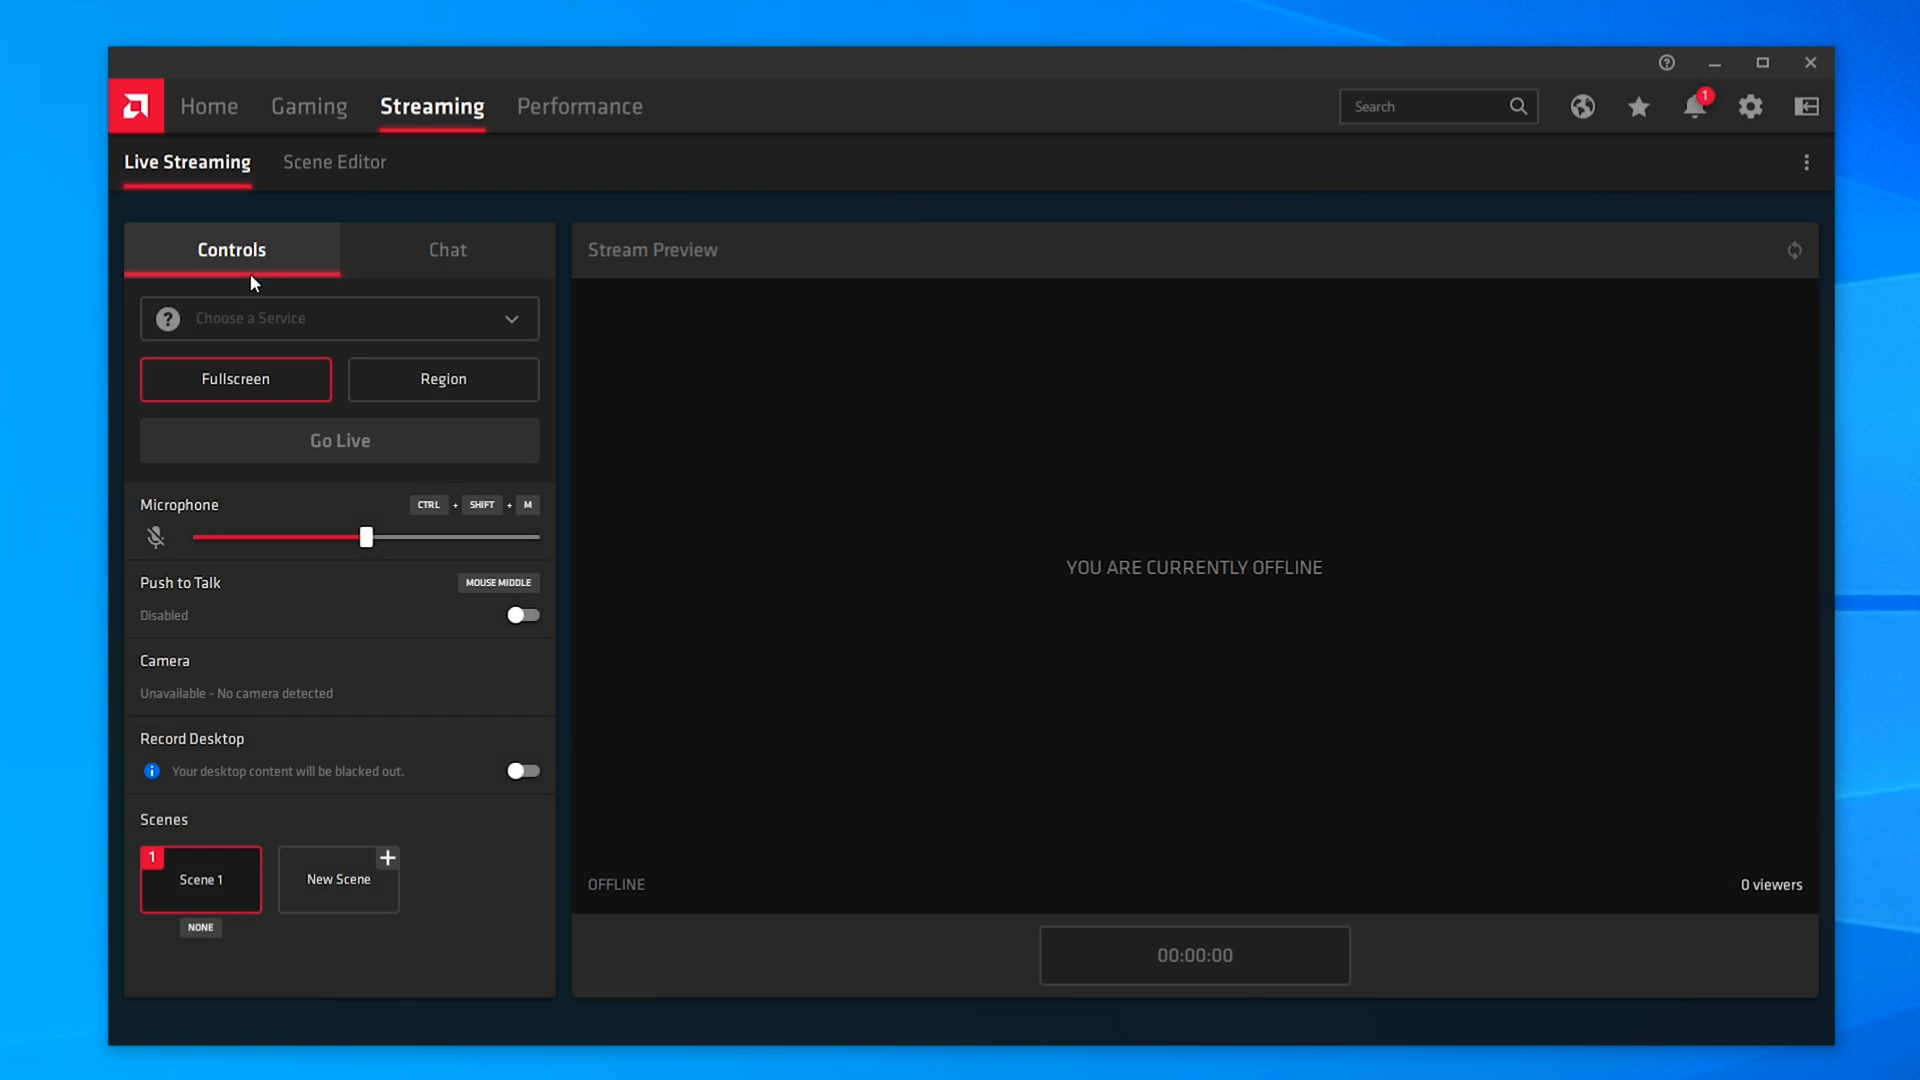 Home Gaming Streaming Performance Search 1
Live Streaming Scene Editor
Controls Chat
Stream Preview
? Choose a Service
Fullscreen Region
Go Live
Microphone CTRL + SHIFT + M
Push to Talk MOUSE MIDDLE
Disabled
Camera
Unavailable - No camera detected
Record Desktop
Your desktop content will be blacked out.
Scenes
1
Scene 1
New Scene
NONE
YOU ARE CURRENTLY OFFLINE
OFFLINE 0 viewers
00:00:00